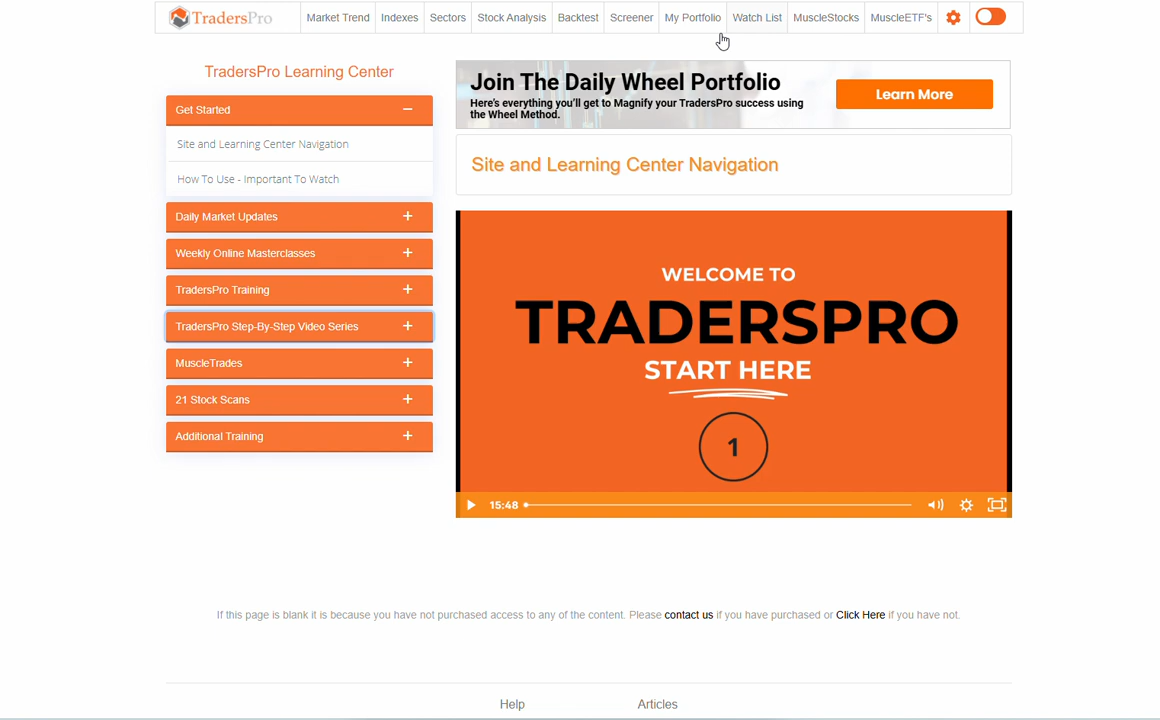 TradersPro
Market Trend
Indexes
Sectors
Stock Analysis
Backtest
Screener
My Portfolio
Watch List
MuscleStocks
MuscleETF's
TradersPro Learning Center
Get Started
Site and Learning Center Navigation
How To Use - Important To Watch
Daily Market Updates
Weekly Online Masterclasses
TradersPro Training
TradersPro Step-By-Step Video Series
MuscleTrades
21 Stock Scans
Additional Training
Join The Daily Wheel Portfolio
Here's everything you'll get to Magnify your TradersPro success using
the Wheel Method.
Learn More
Site and Learning Center Navigation
WELCOME TO
TRADERSPRO
START HERE
1
15:48
If this page is blank it is because you have not purchased access to any of the content. Please contact us if you have purchased or Click Here if you have not.
Help
Articles